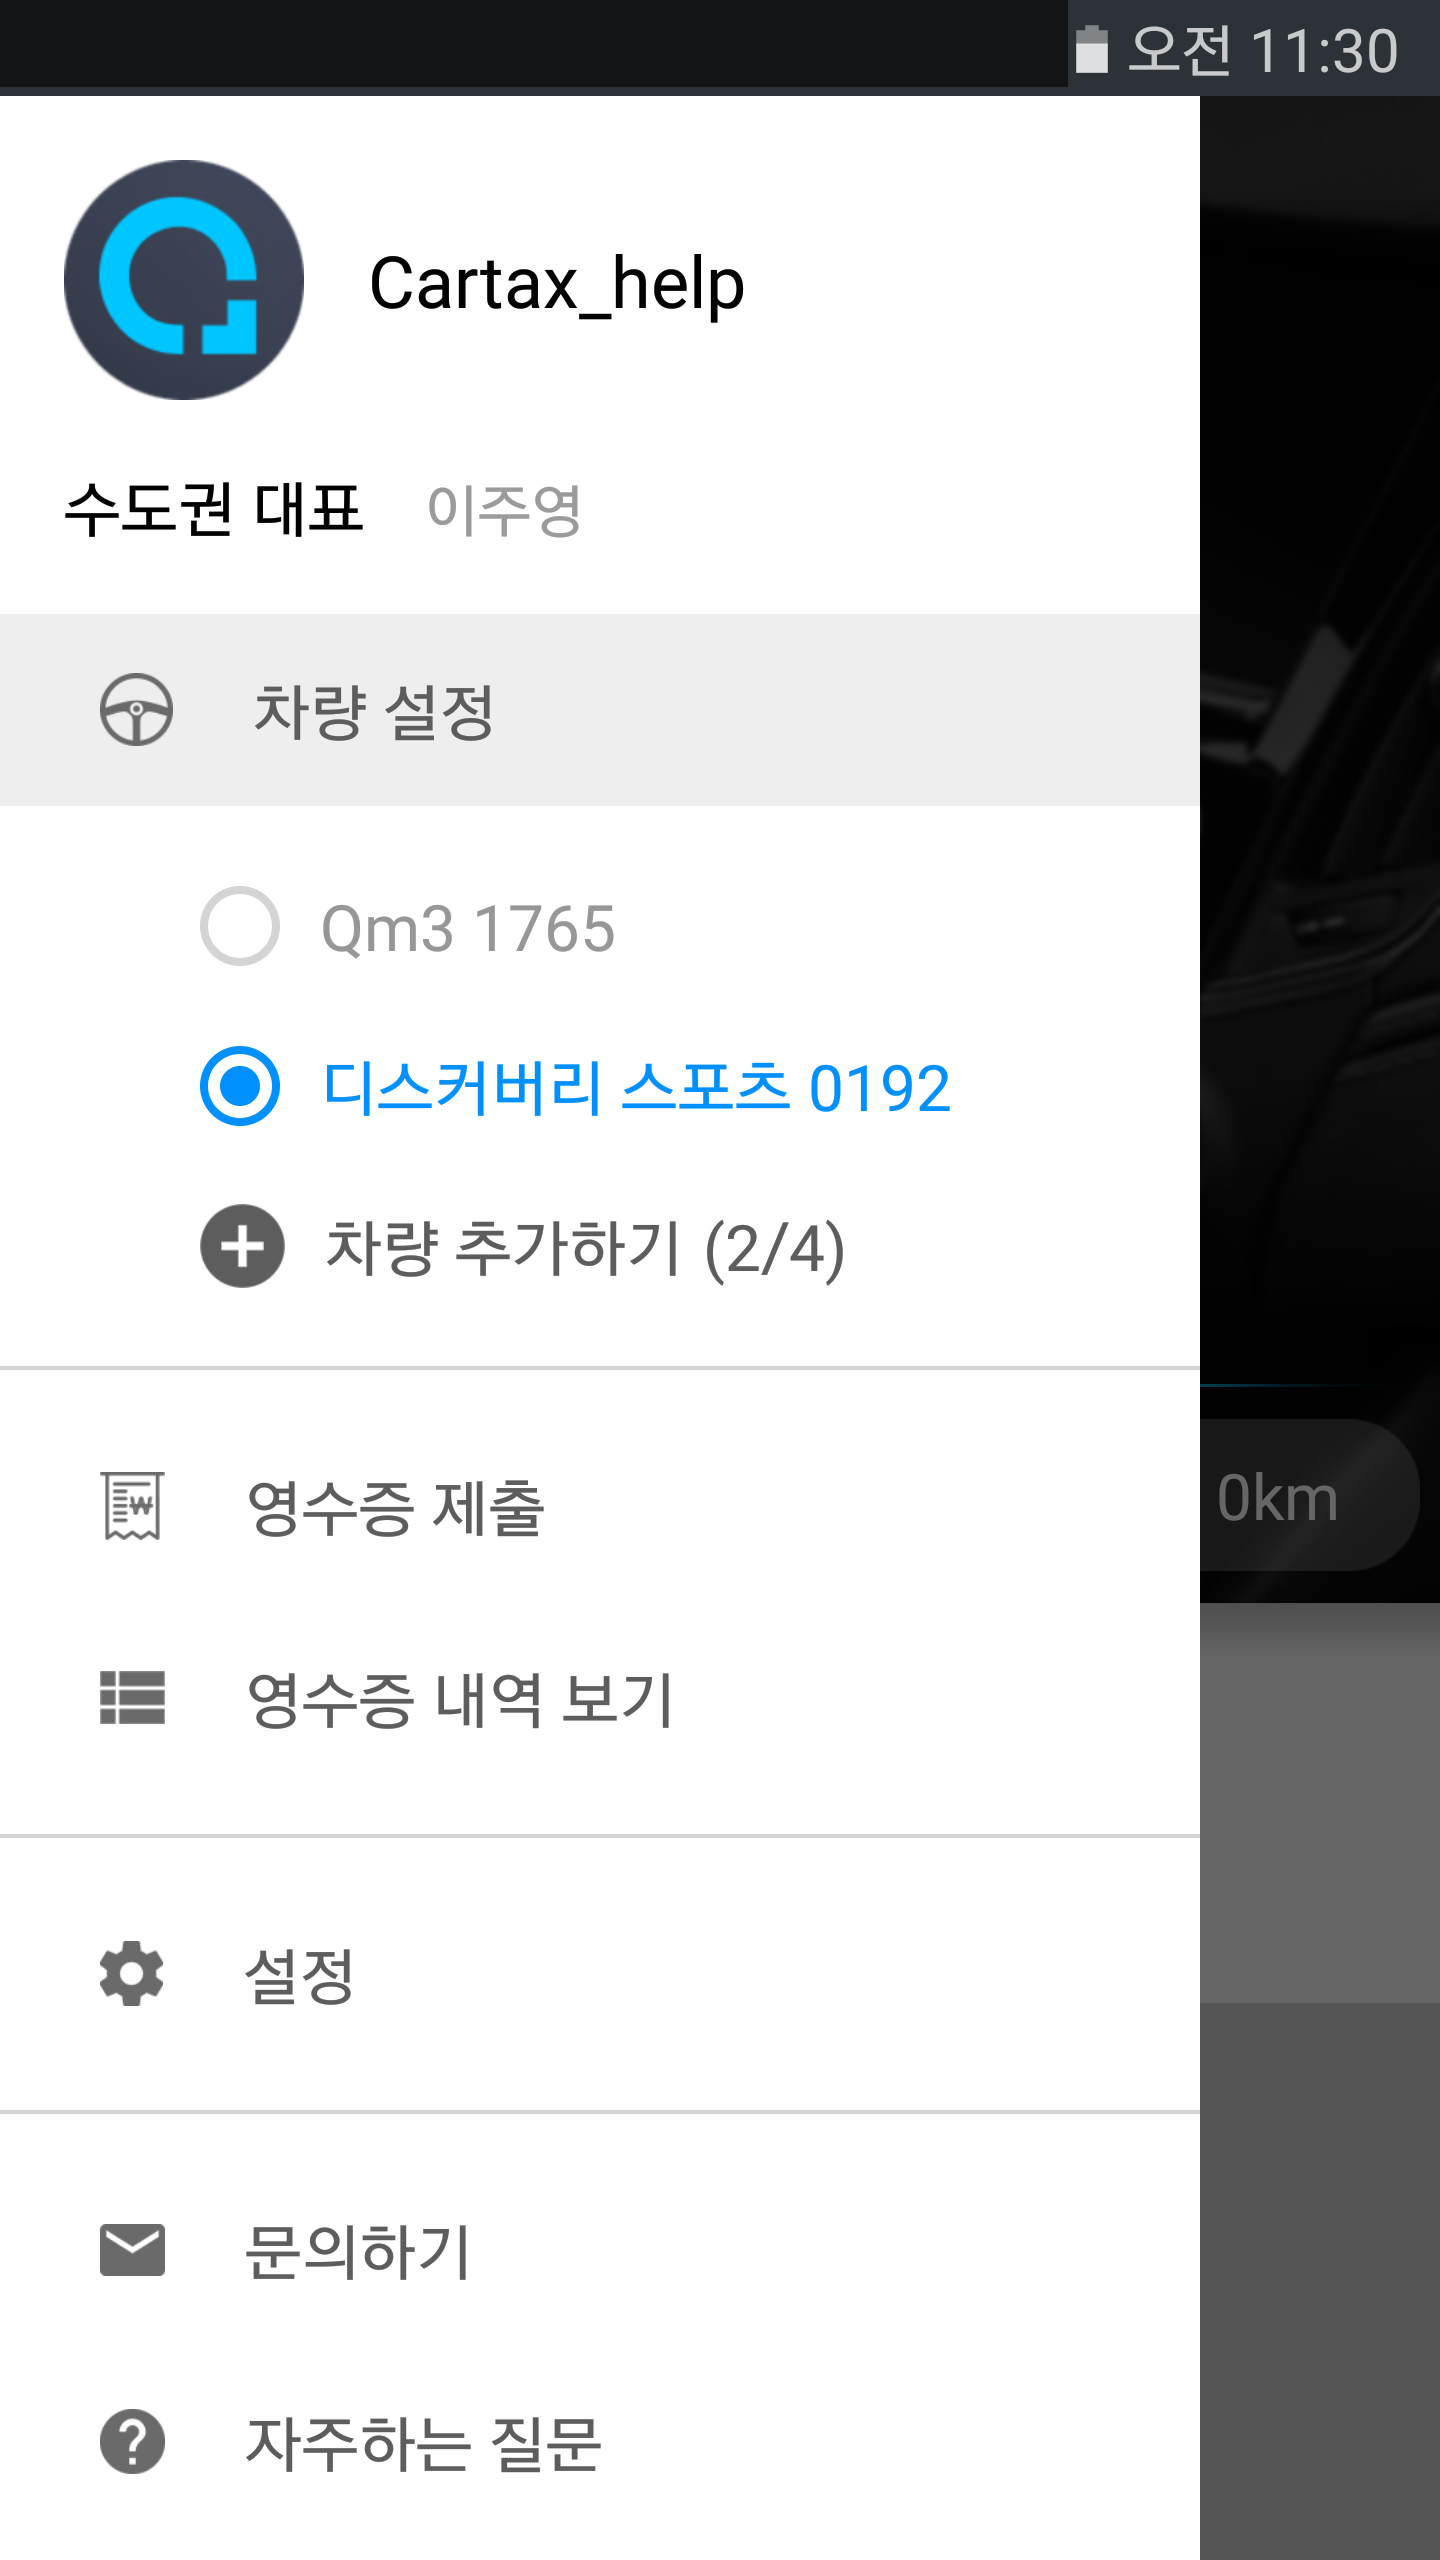 오전 11:30
Cartax_help
수도권 대표 이주영
차량 설정
Qm3 1765
디스커버리 스포츠 0192
차량 추가하기 (2/4)
영수증 제출
0km
영수증 내역 보기
설정
문의하기
자주하는 질문